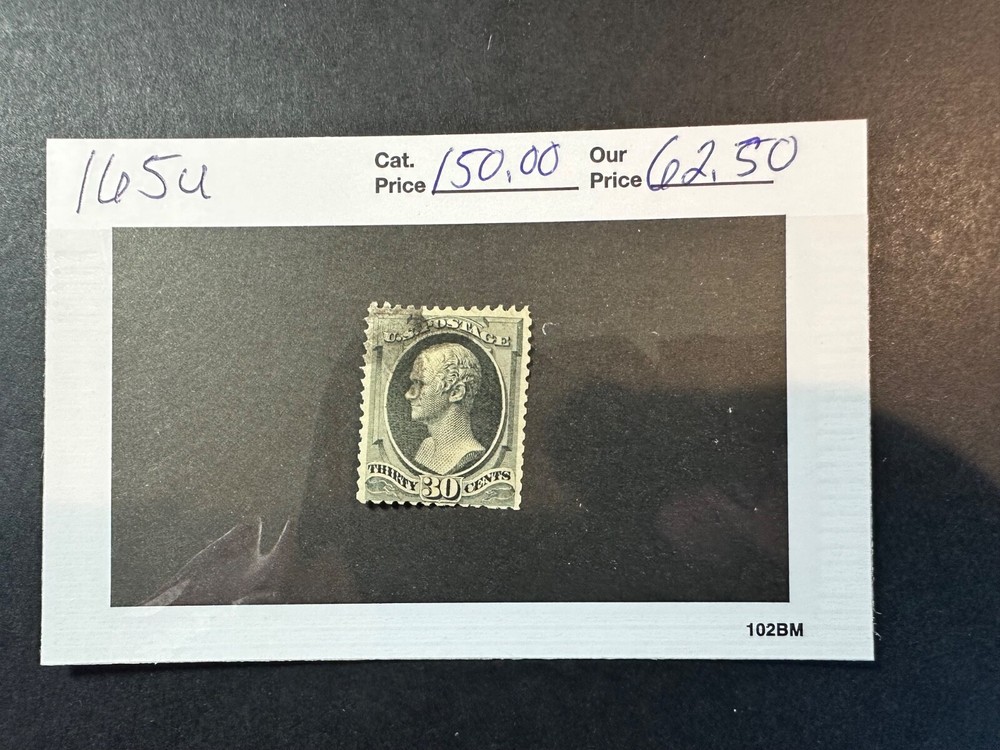 165u Cat. Price 150.00 Our Price 62.50
U.S. POSTAGE
THIRTY 30 CENTS
102BM